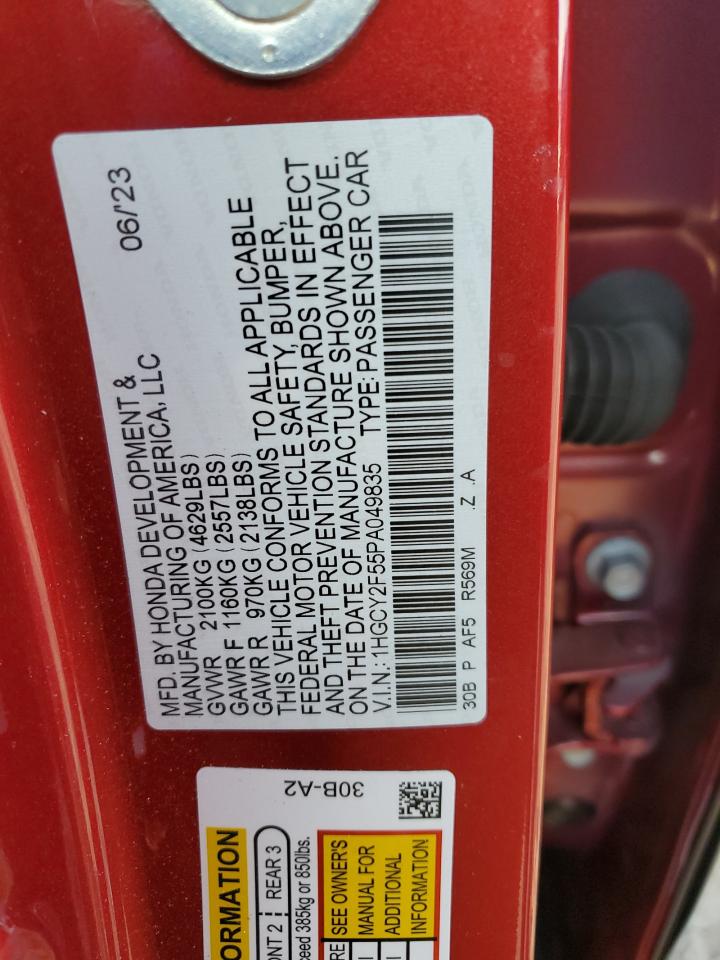 MFD. BY HONDA DEVELOPMENT & 06/'23
MANUFACTURING OF AMERICA, LLC
GVWR 2100KG (4629LBS)
GAWR F 1160KG (2557LBS)
GAWR R 970KG (2138LBS)
THIS VEHICLE CONFORMS TO ALL APPLICABLE
FEDERAL MOTOR VEHICLE SAFETY, BUMPER,
AND THEFT PREVENTION STANDARDS IN EFFECT
ON THE DATE OF MANUFACTURE SHOWN ABOVE.
V.I.N.: 1HGCY2F55PA049835 TYPE: PASSENGER CAR
30B P AF5 R569M .Z .A
30B-A2
ORMATION
ONT 2 REAR 3
ceed 385kg or 850lbs.
RE SEE OWNER'S
MANUAL FOR
ADDITIONAL
INFORMATION